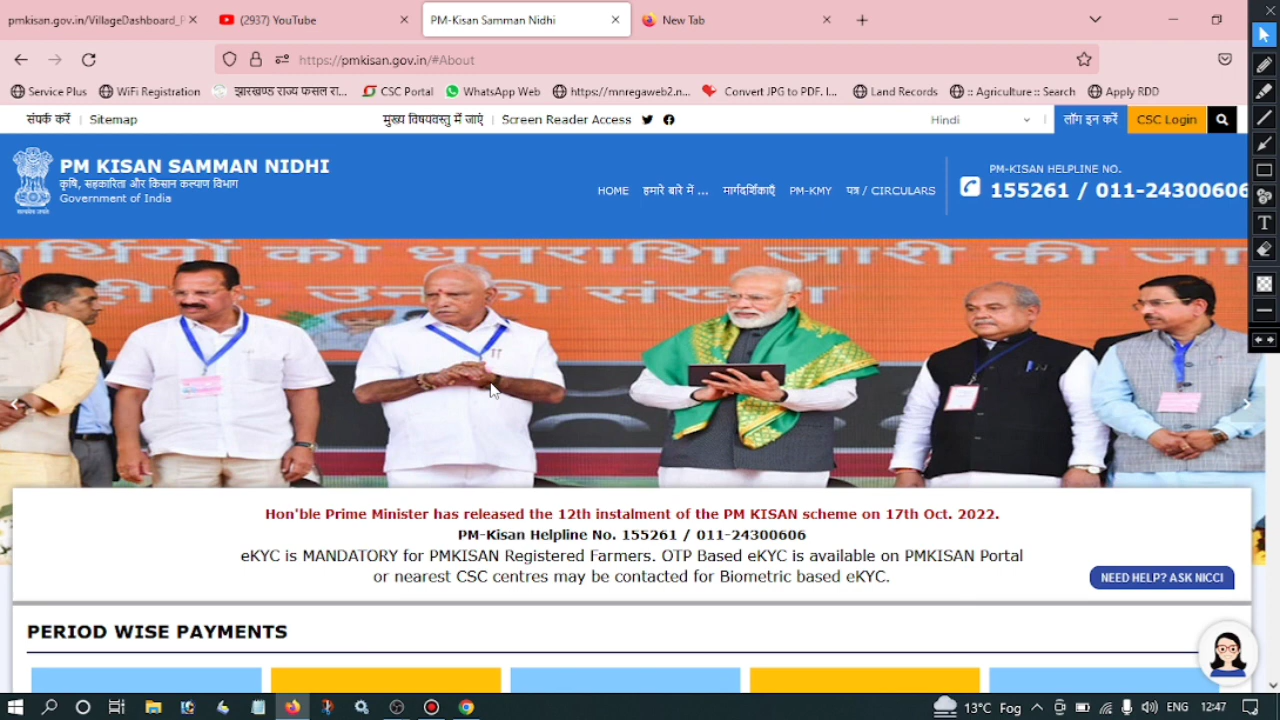 pmkisan.gov.in/VillageDashboard_P
(2937) YouTube
PM-Kisan Samman Nidhi
New Tab
https://pmkisan.gov.in/#About
Service Plus
WiFi Registration
झारखण्ड राज्य फसल रा...
CSC Portal
WhatsApp Web
https://mnregaweb2.n...
Convert JPG to PDF. I...
Land Records
:: Agriculture :: Search
Apply RDD
संपर्क करें | Sitemap
मुख्य विषयवस्तु में जाएं | Screen Reader Access
Hindi
लॉग इन करें
CSC Login
PM KISAN SAMMAN NIDHI
कृषि, सहकारिता और किसान कल्याण विभाग
Government of India
HOME
हमारे बारे में ...
मार्गदर्शिकाएँ
PM-KMY
पत्र / CIRCULARS
PM-KISAN HELPLINE NO.
155261 / 011-24300606
र्थियों को धनराशि जारी की जा
उनकी संख्या
Hon'ble Prime Minister has released the 12th instalment of the PM KISAN scheme on 17th Oct. 2022.
PM-Kisan Helpline No. 155261 / 011-24300606
eKYC is MANDATORY for PMKISAN Registered Farmers. OTP Based eKYC is available on PMKISAN Portal
or nearest CSC centres may be contacted for Biometric based eKYC.
NEED HELP? ASK NICCI
PERIOD WISE PAYMENTS
13°C Fog
ENG
12:47